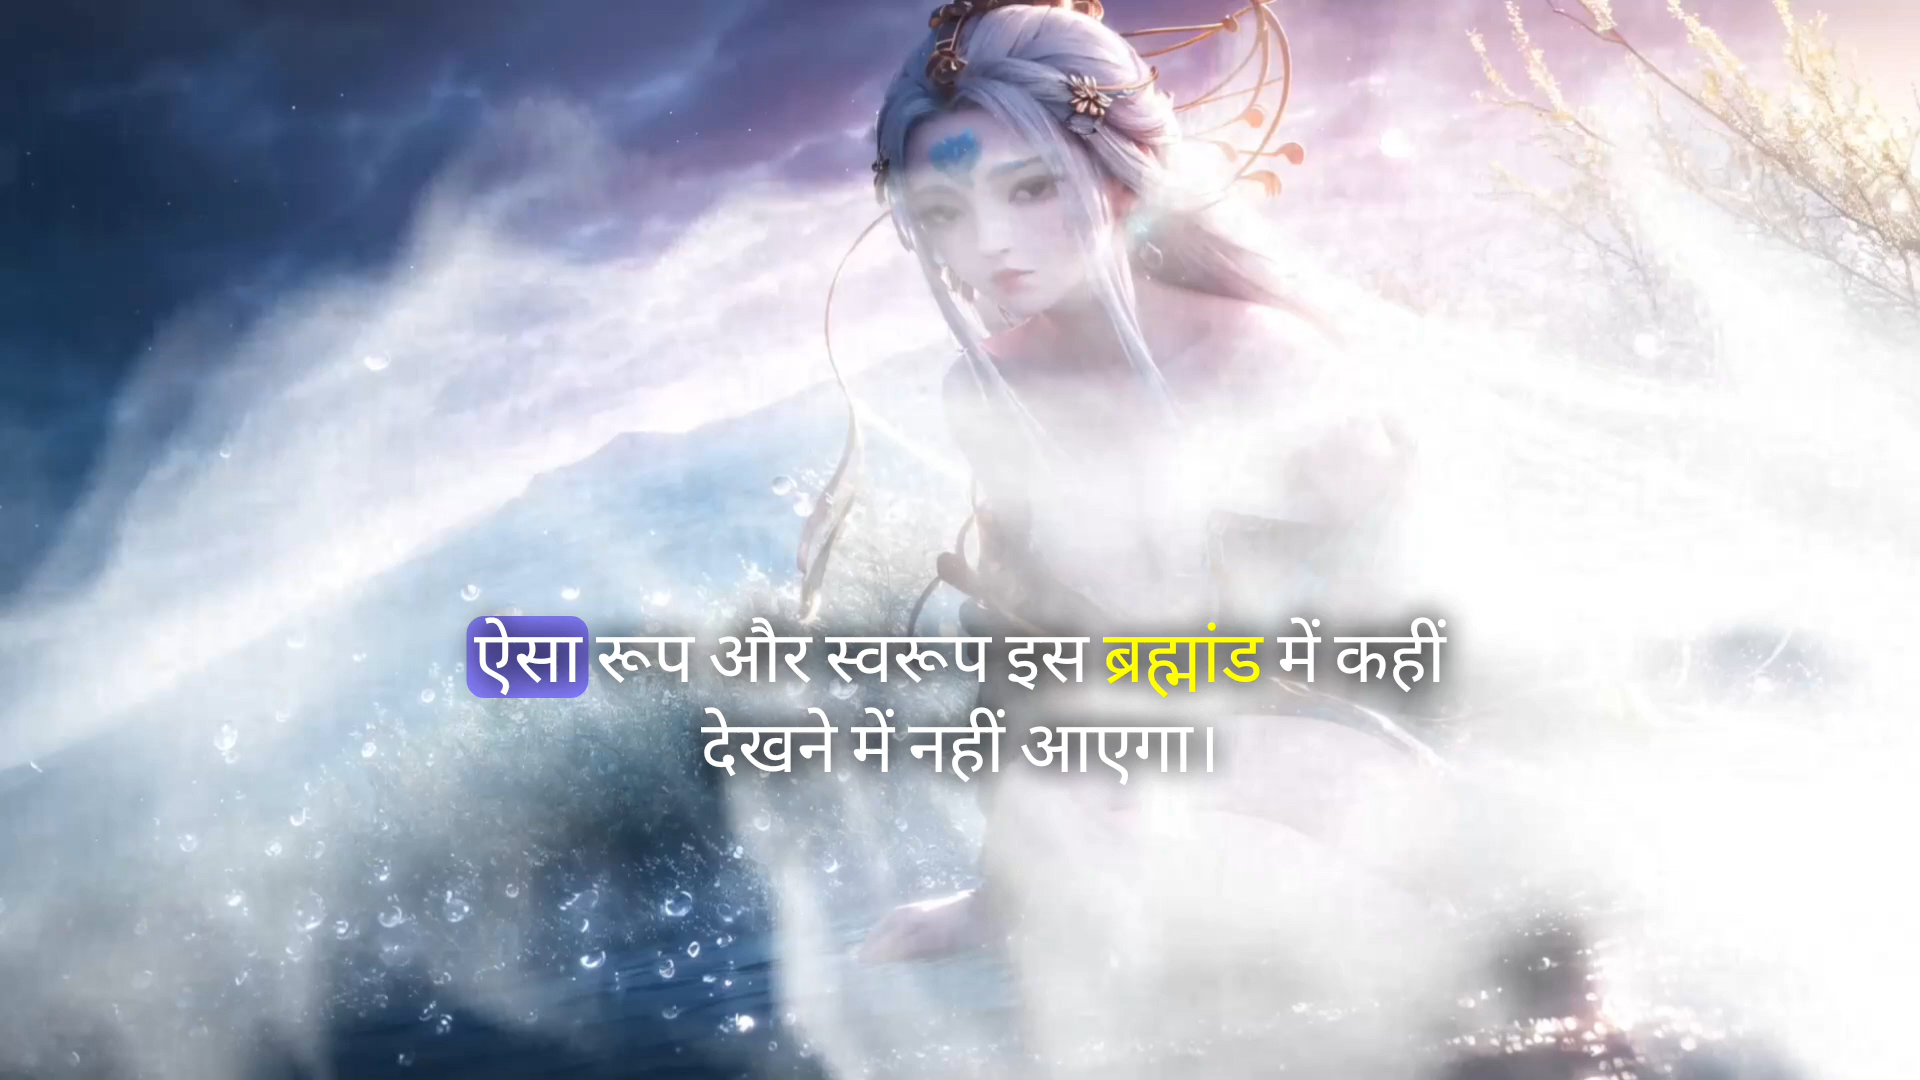 ऐसा रूप और स्वरूप इस ब्रह्मांड में कहीं
देखने में नहीं आएगा।